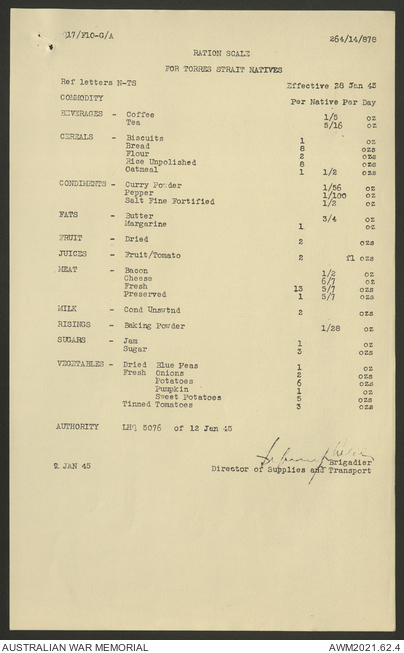 Q17/F10-G/A 264/14/878
RATION SCALE
FOR TORRES STRAIT NATIVES
Ref letters N-TS Effective 28 Jan 45
COMMODITY Per Native Per Day
BEVERAGES - Coffee 1/5 oz
Tea 5/16 oz
CEREALS - Biscuits 1 oz
Bread 8 ozs
Flour 2 ozs
Rice Unpolished 8 ozs
Oatmeal 1 1/2 ozs
CONDIMENTS - Curry Powder 1/56 oz
Pepper 1/100 oz
Salt Fine Fortified 1/2 oz
FATS - Butter 3/4 oz
Margarine 1 oz
FRUIT - Dried 2 ozs
JUICES - Fruit/Tomato 2 fl ozs
MEAT - Bacon 1/2 oz
Cheese 6/7 oz
Fresh 13 5/7 ozs
Preserved 1 5/7 ozs
MILK - Cond Unswtnd 2 ozs
RISINGS - Baking Powder 1/28 oz
SUGARS - Jam 1 oz
Sugar 3 ozs
VEGETABLES - Dried Blue Peas 1 oz
Fresh Onions 2 ozs
Potatoes 6 ozs
Pumpkin 1 oz
Sweet Potatoes 5 ozs
Tinned Tomatoes 3 ozs
AUTHORITY LHQ 5076 of 12 Jan 45
Brigadier
2 JAN 45 Director of Supplies and Transport
AUSTRALIAN WAR MEMORIAL AWM2021.62.4